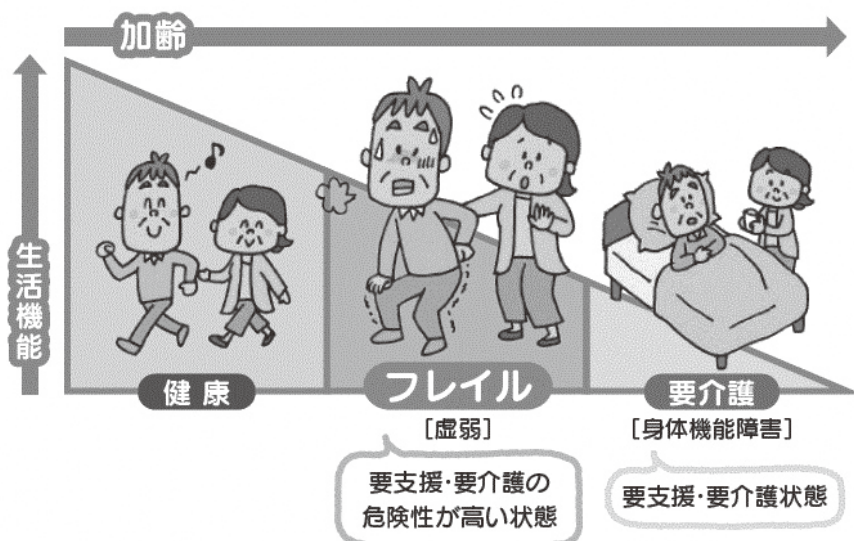 加齢
生活機能
健康
フレイル
[虚弱]
要支援・要介護の
危険性が高い状態
要介護
[身体機能障害]
要支援・要介護状態